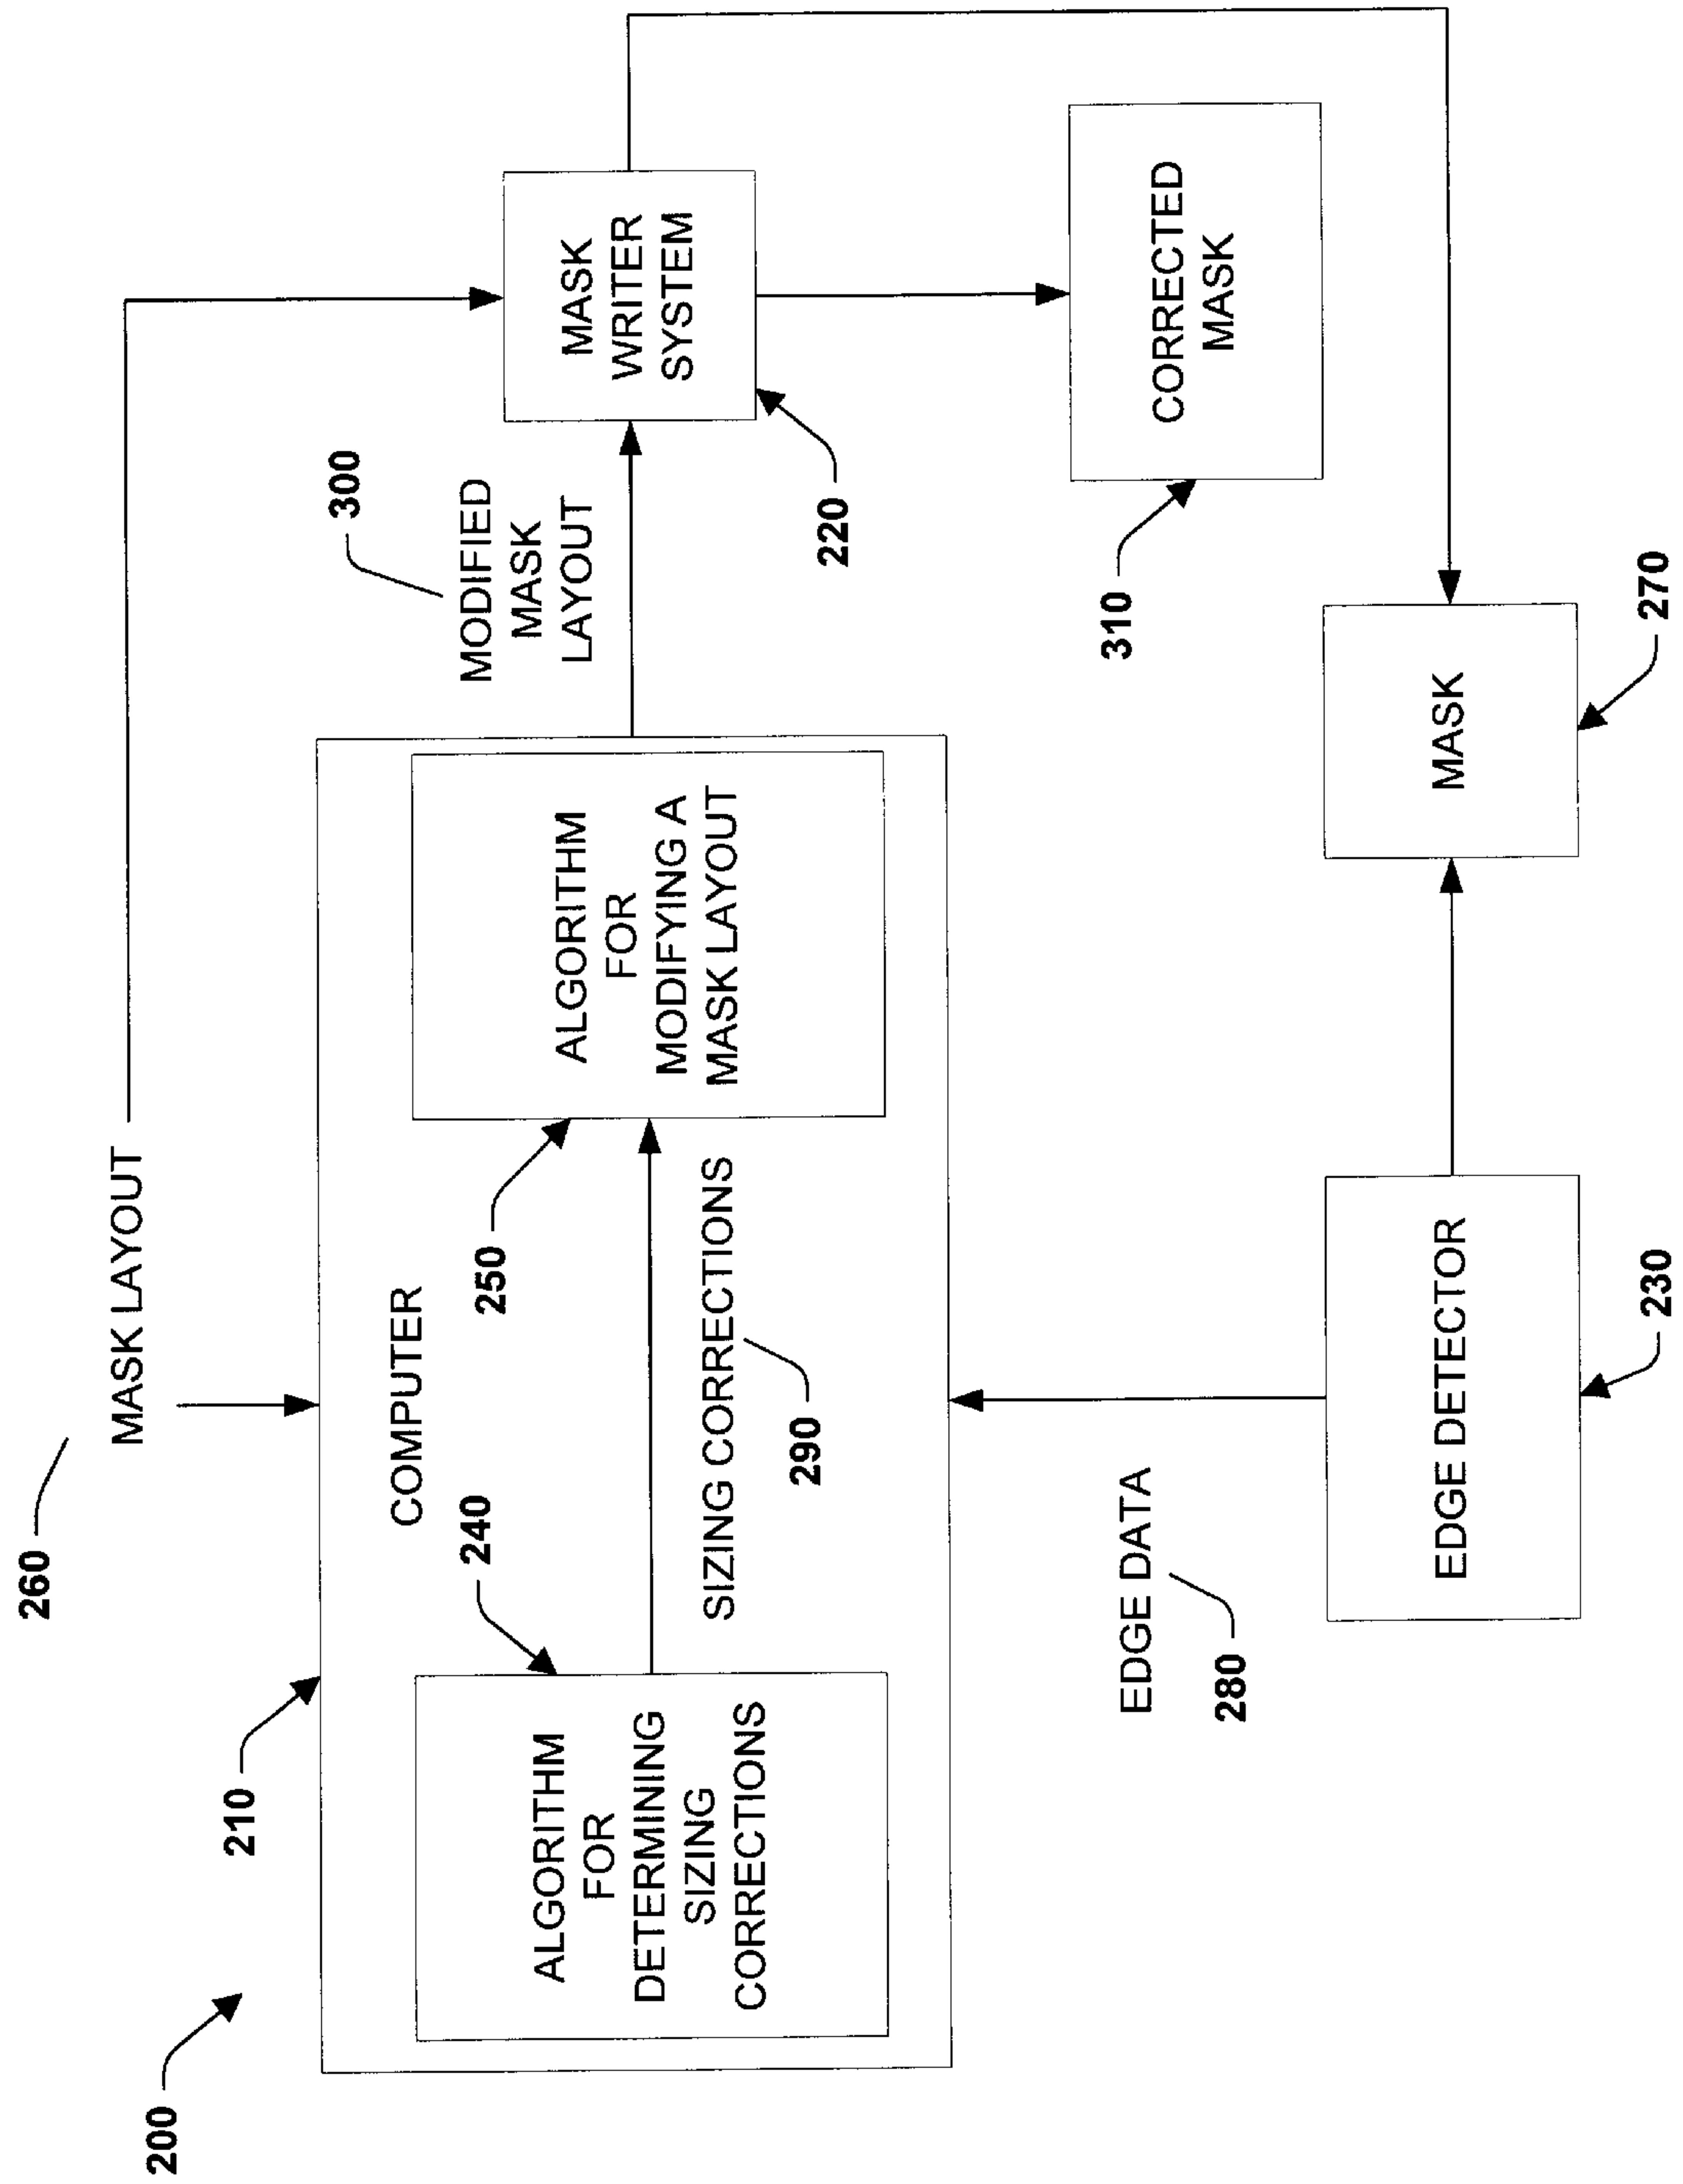 260
MASK LAYOUT
200
210
COMPUTER
300
MODIFIED
MASK
LAYOUT
240
250
ALGORITHM
FOR
DETERMINING
SIZING
CORRECTIONS
ALGORITHM
FOR
MODIFYING A
MASK LAYOUT
MASK
WRITER
SYSTEM
SIZING CORRECTIONS
290
220
EDGE DATA
280
310
CORRECTED
MASK
EDGE DETECTOR
230
MASK
270